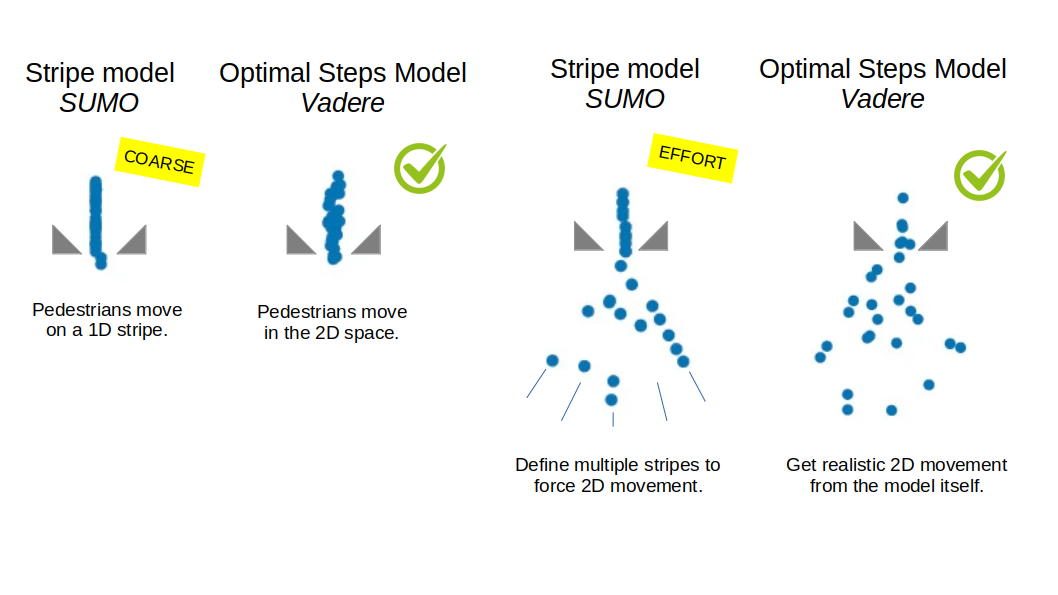 Stripe model
SUMO
COARSE
Pedestrians move
on a 1D stripe.
Optimal Steps Model
Vadere
Pedestrians move
in the 2D space.
Stripe model
SUMO
EFFORT
Define multiple stripes to
force 2D movement.
Optimal Steps Model
Vadere
Get realistic 2D movement
from the model itself.